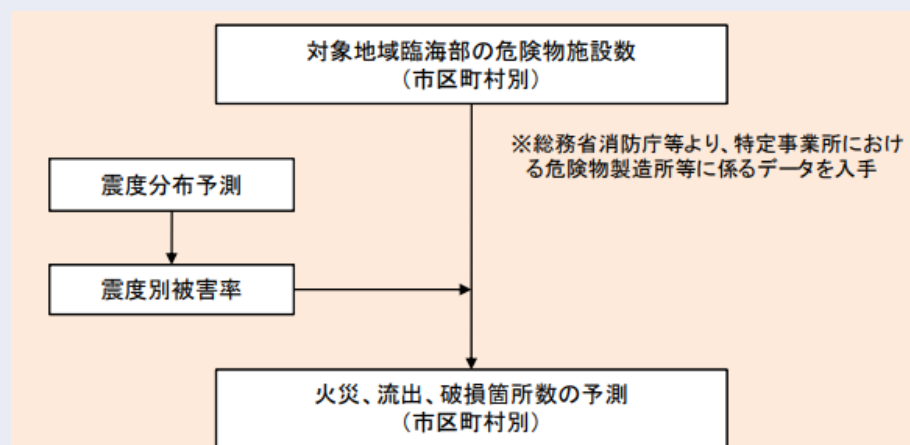 対象地域臨海部の危険物施設数
（市区町村別）
※総務省消防庁等より、特定事業所におけ
る危険物製造所等に係るデータを入手
震度分布予測
震度別被害率
火災、流出、破損箇所数の予測
（市区町村別）